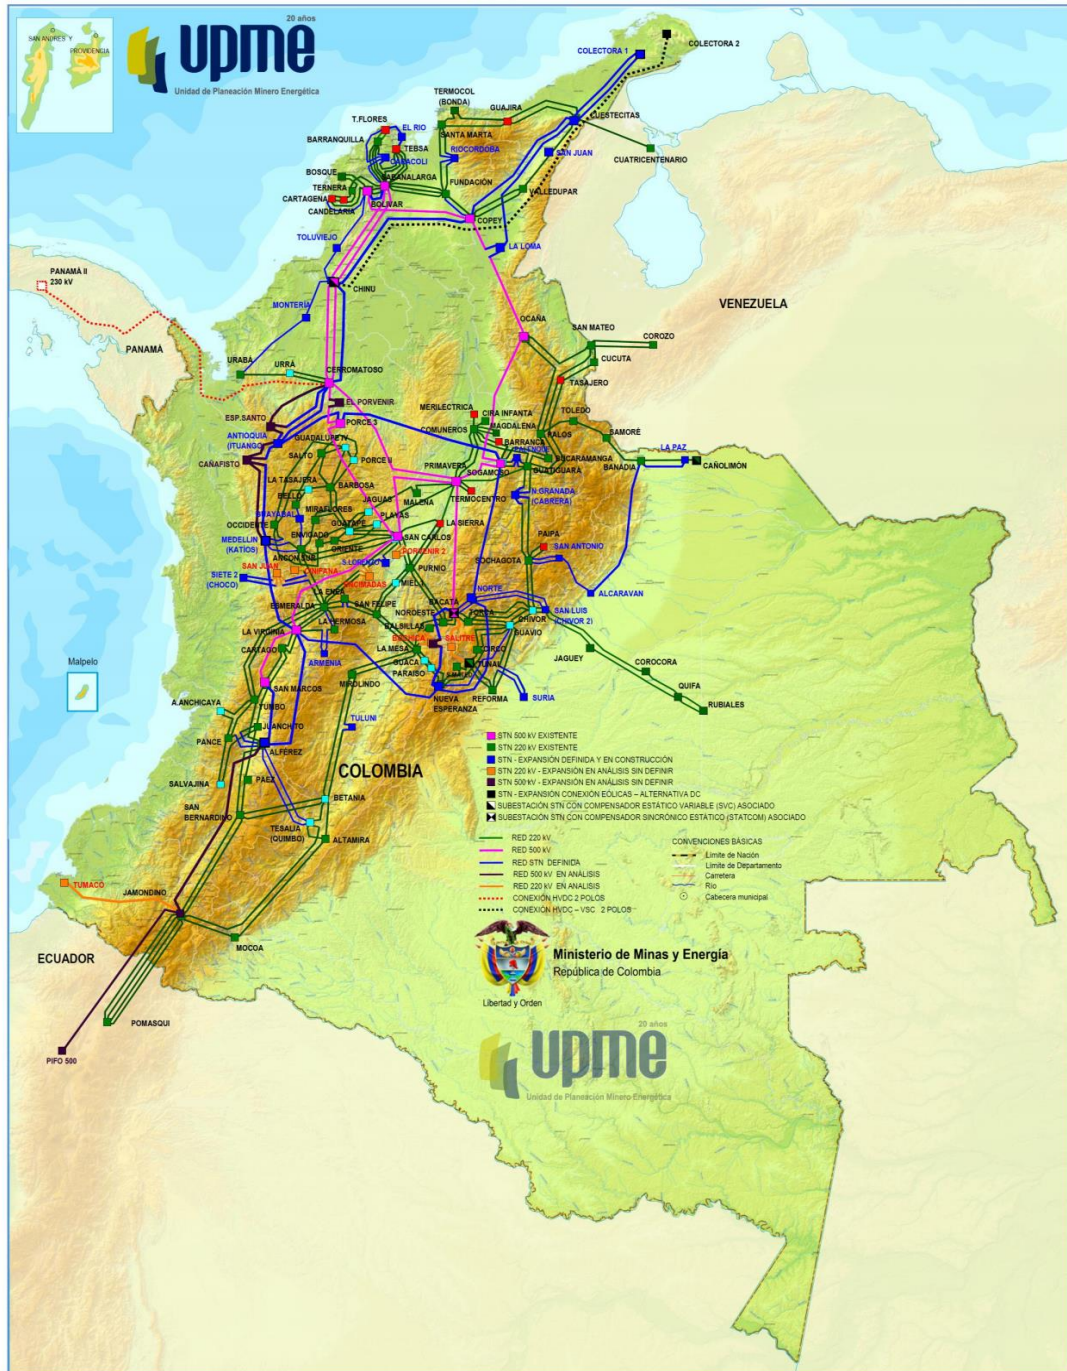 20 años
SAN ANDRES Y
PROVIDENCIA
upme
Unidad de Planeación Minero Energética
COLECTORA 1
COLECTORA 2
TERMOCOL
(BONDA)
GUAJIRA
T.FLORES
EL RIO
CUESTECITAS
BARRANQUILLA
SANTA MARTA
TEBSA
CARACOLI
RIOCORDOBA
SAN JUAN
CUATRICENTENARIO
BOSQUE
SABANALARGA
TERNERA
FUNDACIÓN
VALLEDUPAR
CARTAGENA
CANDELARIA
BOLIVAR
COPEY
TOLUVIEJO
LA LOMA
PANAMÁ II
230 kV
CHINU
VENEZUELA
MONTERÍA
OCAÑA
SAN MATEO
COROZO
PANAMÀ
CUCUTA
URABÁ
URRÁ
CERROMATOSO
TASAJERO
EL PORVENIR
MERILECTRICA
CIRA INFANTA
TOLEDO
ESP.SANTO
PORCE 3
COMUNEROS
MAGDALENA
SAMORÉ
ANTIOQUIA
(ITUANGO)
GUADALUPE IV
BARRANCA
PALOS
SALTO
PORCE II
BUCARAMANGA
LA PAZ
CAÑAFISTO
PRIMAVERA
SOGAMOSO
GUATIGUARÁ
BANADIA
CAÑOLIMÓN
LA TASAJERA
BARBOSA
BELLO
JAGUAS
MALENA
TERMOCENTRO
N.GRANADA
(CABRERA)
GUAYABAL
MIRAFLORES
PLAYAS
OCCIDENTE
GUATAPE
LA SIERRA
MEDELLIN
(KATÍOS)
ENVIGADO
SAN CARLOS
PAIPA
ORIENTE
SAN ANTONIO
ANCON SUR
PORVENIR 2
SAN JUAN
S.LORENZO
SOCHAGOTA
SIETE 2
(CHOCO)
PURNIO
LA ENEA
ENCIMADAS
MIEL I
NORTE
ALCARAVAN
ESMERALDA
SAN FELIPE
BACATA
NOROESTE
TORCA
SAN LUIS
(CHIVOR 2)
LA HERMOSA
BALSILLAS
CHIVOR
LA VIRGINIA
GUAVIO
CARTAGO
LA MESA
SALITRE
CIRCO
JAGUEY
ARMENIA
GUACA
TUNAL
COROCORA
PARAISO
MIROLINDO
SAN MARCOS
QUIFA
NUEVA
ESPERANZA
REFORMA
SURIA
RUBIALES
Malpelo
A.ANCHICAYA
YUMBO
TULUNI
JUANCHITO
PANCE
ALFÉREZ
COLOMBIA
SALVAJINA
PAEZ
BETANIA
SAN
BERNARDINO
TESALIA
(QUIMBO)
ALTAMIRA
TUMACO
JAMONDINO
MOCOA
ECUADOR
POMASQUI
PIFO 500
STN 500 kV EXISTENTE
STN 220 kV EXISTENTE
STN - EXPANSIÓN DEFINIDA Y EN CONSTRUCCIÓN
STN 220 kV - EXPANSIÓN EN ANÁLISIS SIN DEFINIR
STN 500 kV - EXPANSIÓN EN ANÁLISIS SIN DEFINIR
STN - EXPANSIÓN CONEXIÓN EÓLICAS – ALTERNATIVA DC
SUBESTACIÓN STN CON COMPENSADOR ESTÁTICO VARIABLE (SVC) ASOCIADO
SUBESTACIÓN STN CON COMPENSADOR SINCRÓNICO ESTÁTICO (STATCOM) ASOCIADO
RED 220 kV
RED 500 kV
RED STN DEFINIDA
RED 500 kV EN ANÁLISIS
RED 220 kV EN ANALISIS
CONEXIÓN HVDC 2 POLOS
CONEXIÓN HVDC – VSC 2 POLOS
CONVENCIONES BÁSICAS
Límite de Nación
Límite de Departamento
Carretera
Río
Cabecera municipal
Ministerio de Minas y Energía
República de Colombia
Libertad y Orden
20 años
upme
Unidad de Planeación Minero Energética